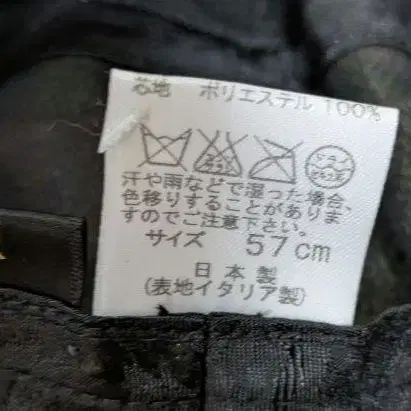 芯地 ポリエステル 100%
汗や雨などで湿った場合、
色移りすることがありま
すのでご注意下さい。
サイズ 57cm
日本製
(表地イタリア製)